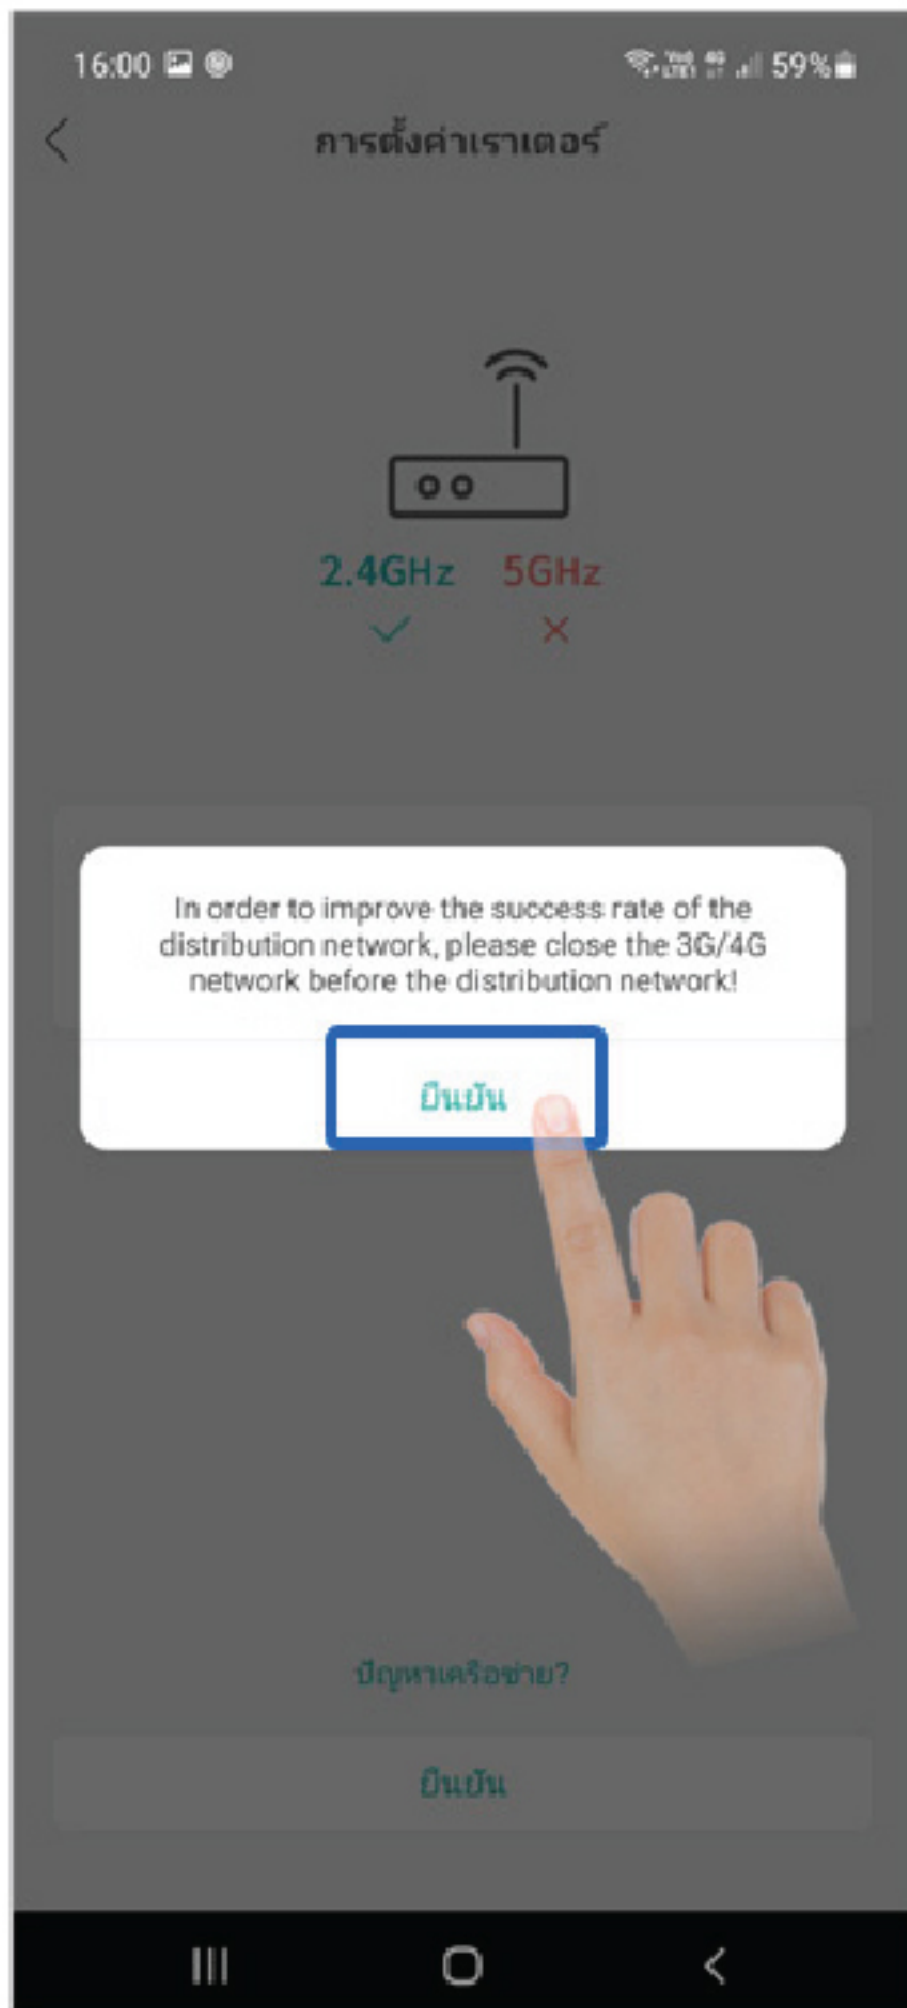 16:00
59%
การตั้งค่าเราเตอร์
2.4GHz 5GHz
In order to improve the success rate of the
distribution network, please close the 3G/4G
network before the distribution network!
ยืนยัน
ปัญหาเครือข่าย?
ยืนยัน